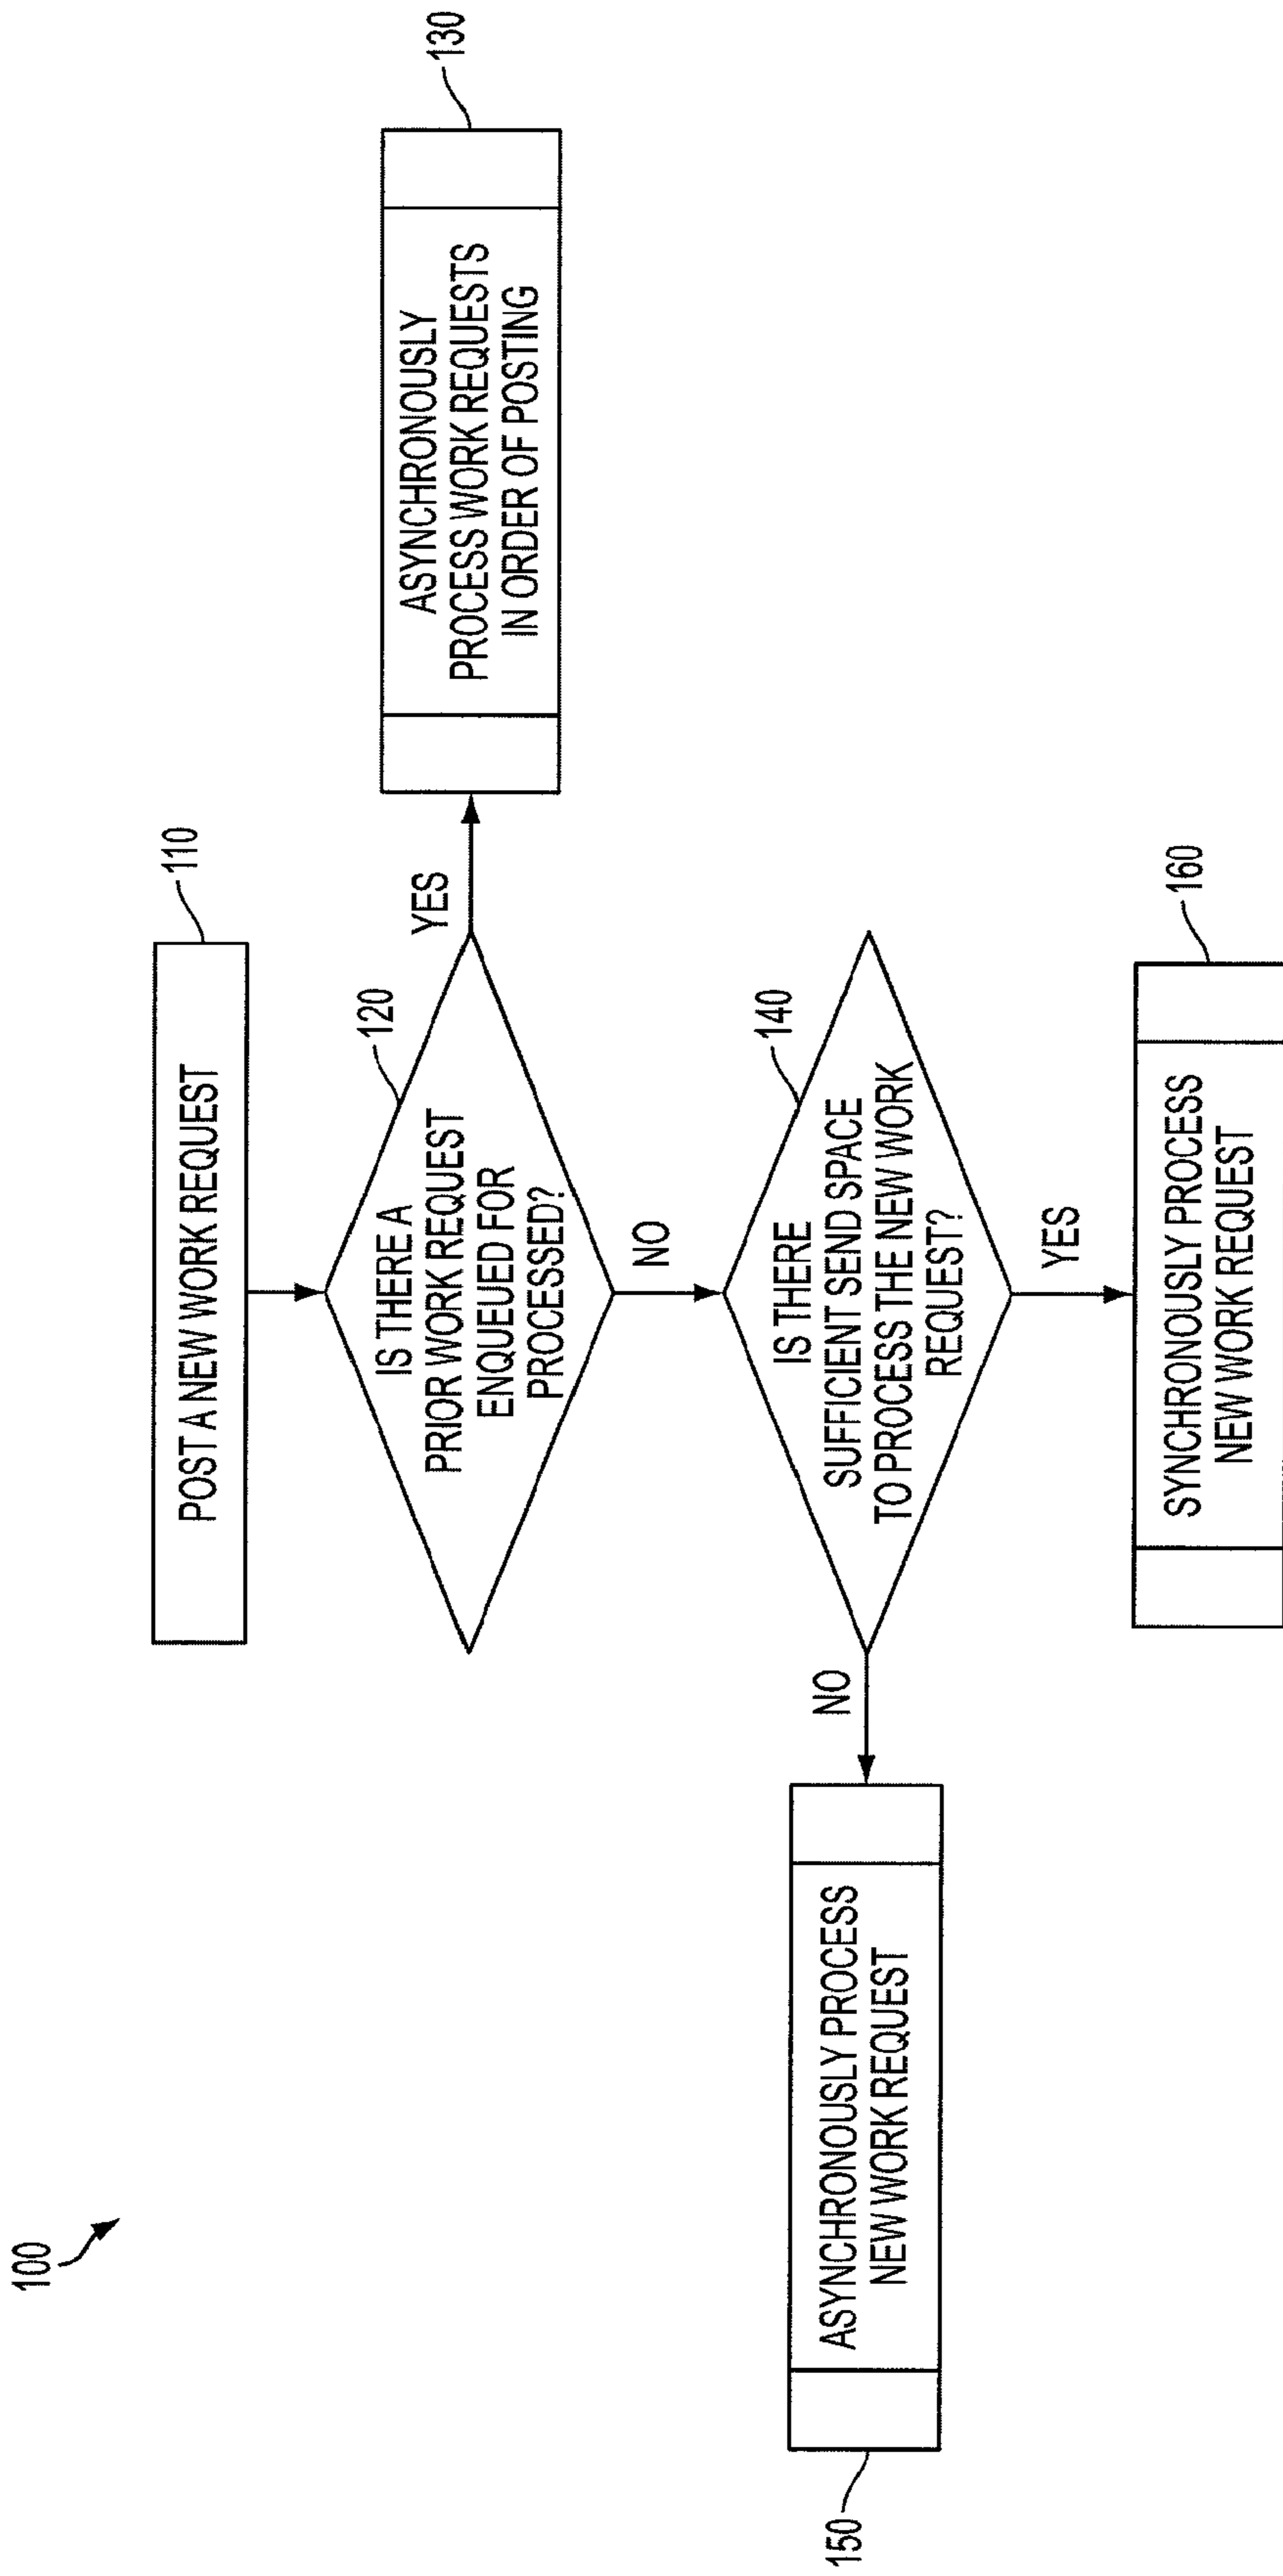 100
POST A NEW WORK REQUEST
110
120
IS THERE A
PRIOR WORK REQUEST
ENQUEUED FOR
PROCESSED?
YES
ASYNCHRONOUSLY
PROCESS WORK REQUESTS
IN ORDER OF POSTING
130
NO
140
IS THERE
SUFFICIENT SEND SPACE
TO PROCESS THE NEW WORK
REQUEST?
NO
ASYNCHRONOUSLY PROCESS
NEW WORK REQUEST
150
YES
SYNCHRONOUSLY PROCESS
NEW WORK REQUEST
160